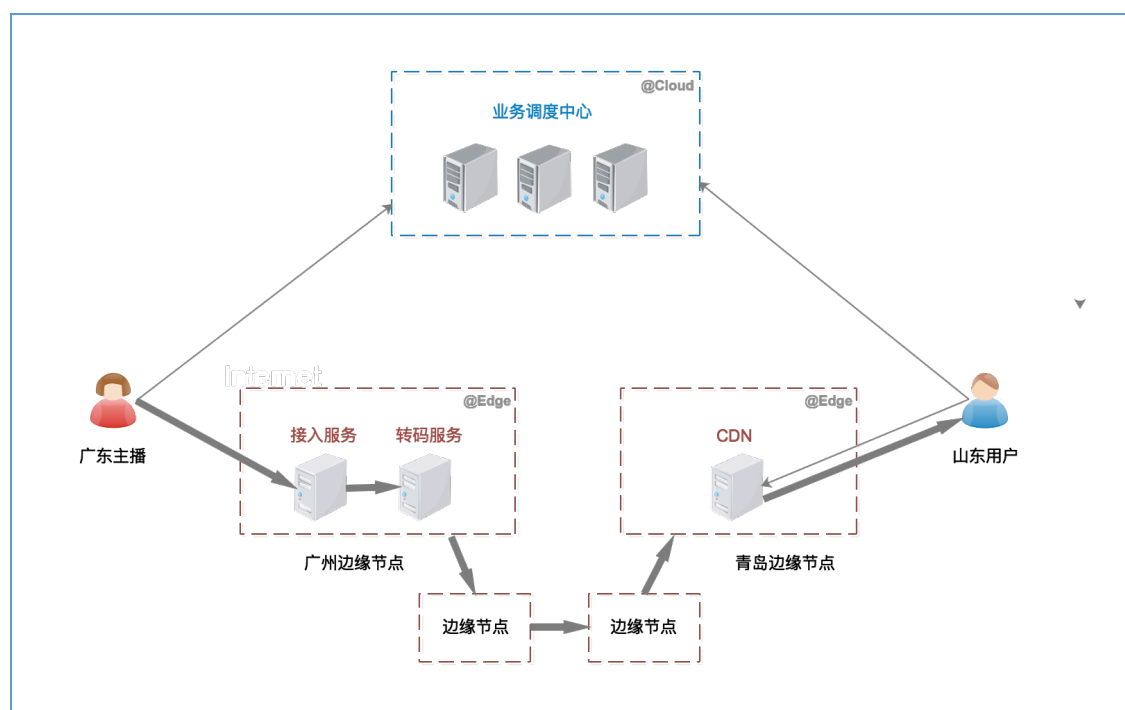 @Cloud
业务调度中心
Internet
@Edge
@Edge
接入服务
转码服务
CDN
广东主播
山东用户
广州边缘节点
青岛边缘节点
边缘节点
边缘节点